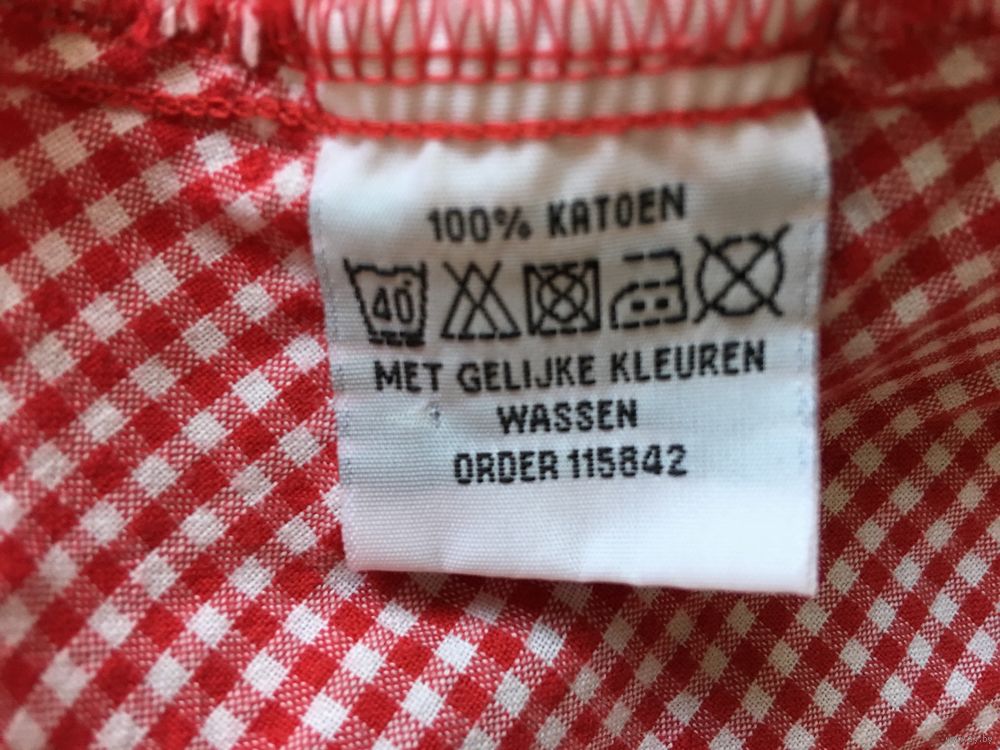 100% KATOEN
40°
MET GELIJKE KLEUREN
WASSEN
ORDER 115842